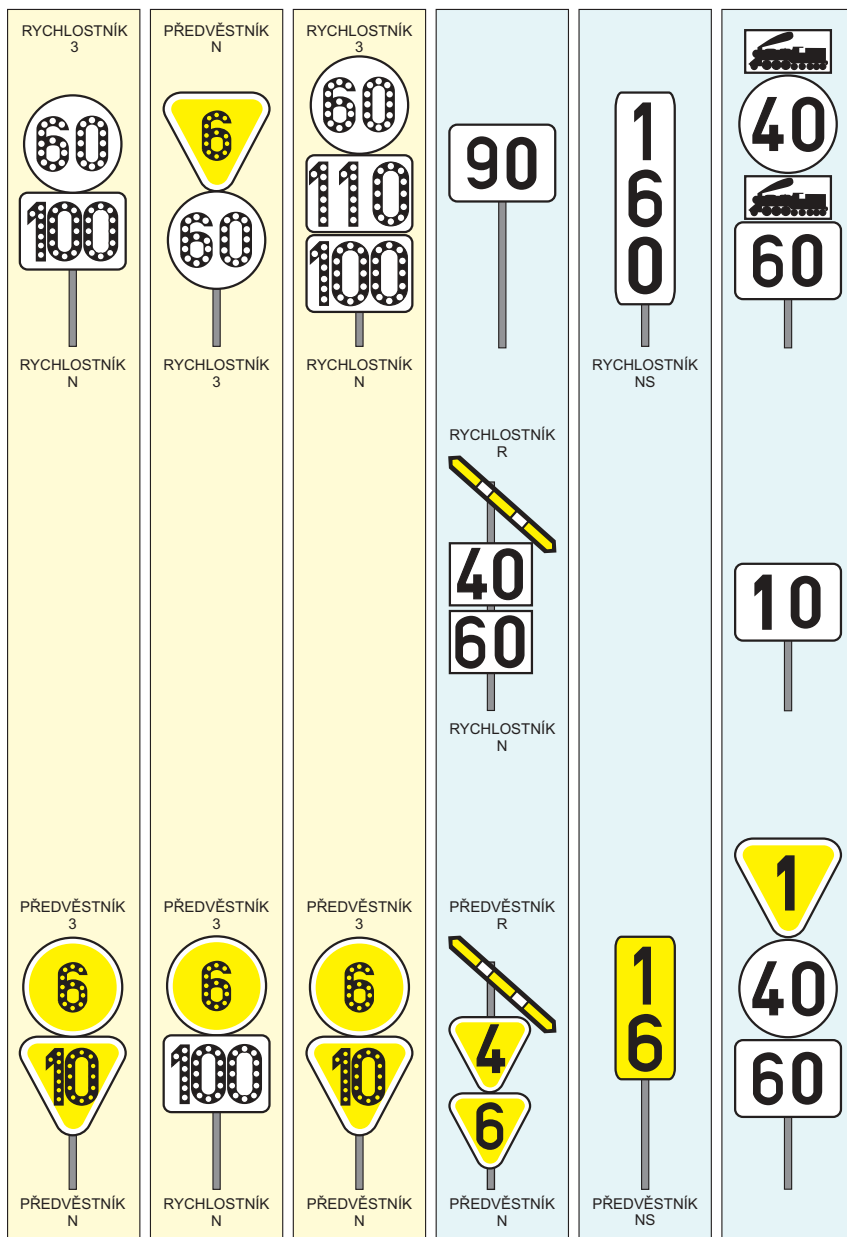 RYCHLOSTNÍK
3
60
100
RYCHLOSTNÍK
N
PŘEDVĚSTNÍK
3
6
10
PŘEDVĚSTNÍK
N
PŘEDVĚSTNÍK
N
6
60
RYCHLOSTNÍK
3
PŘEDVĚSTNÍK
3
6
100
RYCHLOSTNÍK
N
RYCHLOSTNÍK
3
60
110
100
RYCHLOSTNÍK
N
PŘEDVĚSTNÍK
3
6
10
PŘEDVĚSTNÍK
N
90
RYCHLOSTNÍK
R
40
60
RYCHLOSTNÍK
N
PŘEDVĚSTNÍK
R
4
6
PŘEDVĚSTNÍK
N
1
6
0
RYCHLOSTNÍK
NS
1
6
PŘEDVĚSTNÍK
NS
40
60
10
1
40
60